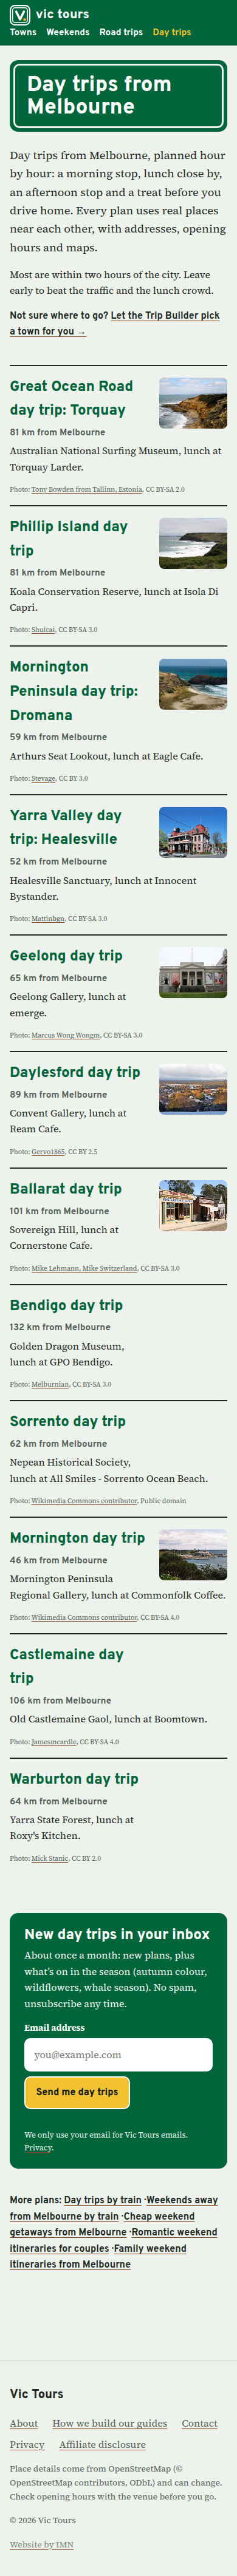 vic tours
Towns Weekends Road trips Day trips
Day trips from
Melbourne
Day trips from Melbourne, planned hour
by hour: a morning stop, lunch close by,
an afternoon stop and a treat before you
drive home. Every plan uses real places
near each other, with addresses, opening
hours and maps.
Most are within two hours of the city. Leave
early to beat the traffic and the lunch crowd.
Not sure where to go? Let the Trip Builder pick
a town for you →
Great Ocean Road
day trip: Torquay
81 km from Melbourne
Australian National Surfing Museum, lunch at
Torquay Larder.
Photo: Tony Bowden from Tallinn, Estonia, CC BY-SA 2.0
Phillip Island day
trip
81 km from Melbourne
Koala Conservation Reserve, lunch at Isola Di
Capri.
Photo: Shuicai, CC BY-SA 3.0
Mornington
Peninsula day trip:
Dromana
59 km from Melbourne
Arthurs Seat Lookout, lunch at Eagle Cafe.
Photo: Stevage, CC BY 3.0
Yarra Valley day
trip: Healesville
52 km from Melbourne
Healesville Sanctuary, lunch at Innocent
Bystander.
Photo: Mattinbgn, CC BY-SA 3.0
Geelong day trip
65 km from Melbourne
Geelong Gallery, lunch at
emerge.
Photo: Marcus Wong Wongm, CC BY-SA 3.0
Daylesford day trip
89 km from Melbourne
Convent Gallery, lunch at
Ream Cafe.
Photo: Gervo1865, CC BY 2.5
Ballarat day trip
101 km from Melbourne
Sovereign Hill, lunch at
Cornerstone Cafe.
Photo: Mike Lehmann, Mike Switzerland, CC BY-SA 3.0
Bendigo day trip
132 km from Melbourne
Golden Dragon Museum,
lunch at GPO Bendigo.
Photo: Melburnian, CC BY-SA 3.0
Sorrento day trip
62 km from Melbourne
Nepean Historical Society,
lunch at All Smiles - Sorrento Ocean Beach.
Photo: Wikimedia Commons contributor, Public domain
Mornington day trip
46 km from Melbourne
Mornington Peninsula
Regional Gallery, lunch at Commonfolk Coffee.
Photo: Wikimedia Commons contributor, CC BY-SA 4.0
Castlemaine day
trip
106 km from Melbourne
Old Castlemaine Gaol, lunch at Boomtown.
Photo: Jamesmcardle, CC BY-SA 4.0
Warburton day trip
64 km from Melbourne
Yarra State Forest, lunch at
Roxy's Kitchen.
Photo: Mick Stanic, CC BY 2.0
New day trips in your inbox
About once a month: new plans, plus
what's on in the season (autumn colour,
wildflowers, whale season). No spam,
unsubscribe any time.
Email address
you@example.com
Send me day trips
We only use your email for Vic Tours emails.
Privacy.
More plans: Day trips by train ·Weekends away
from Melbourne by train ·Cheap weekend
getaways from Melbourne ·Romantic weekend
itineraries for couples ·Family weekend
itineraries from Melbourne
Vic Tours
About How we build our guides Contact
Privacy Affiliate disclosure
Place details come from OpenStreetMap (©
OpenStreetMap contributors, ODbL) and can change.
Check opening hours with the venue before you go.
© 2026 Vic Tours
Website by IMN